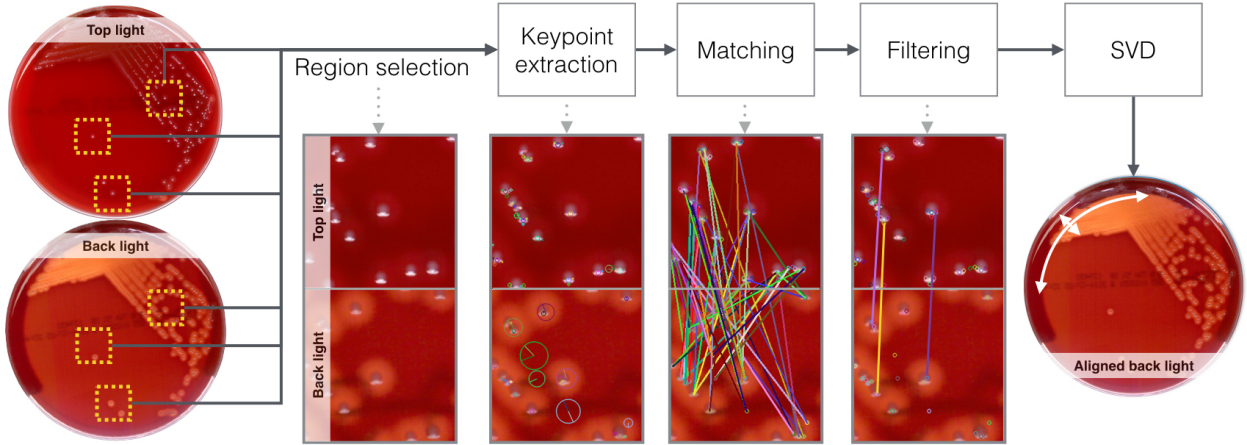 Top light
Region selection
Keypoint
extraction
Matching
Filtering
SVD
Top light
Back light
Back light
Aligned back light